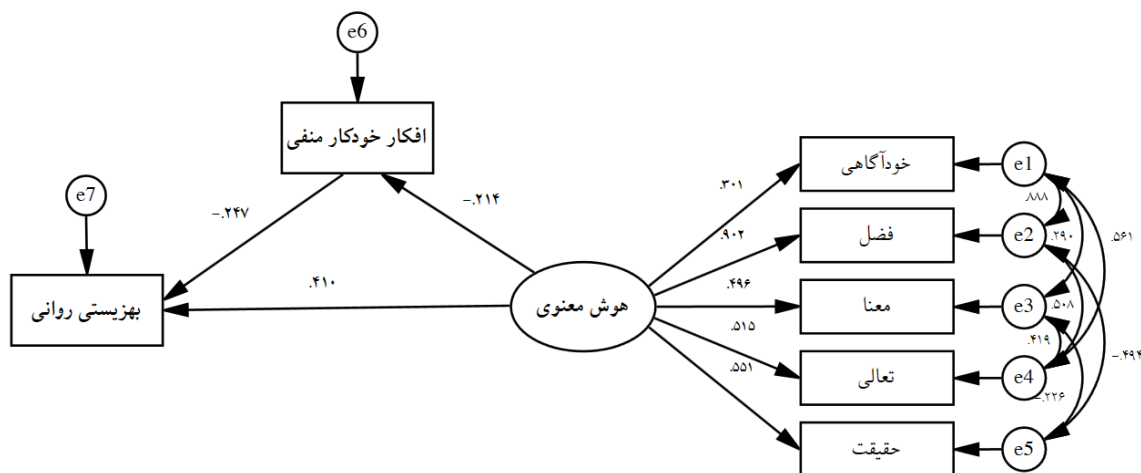 e6
افکار خودکار منفی
e7
-.۲۴۷
-.۲۱۴
بهزیستی روانی
.۴۱۰
هوش معنوی
.۳۰۱
خودآگاهی
e1
.۸۸۸
.۹۰۲
فضل
e2
.۲۹۰
.۵۶۱
.۴۹۶
معنا
e3
.۵۰۸
.۵۱۵
.۴۱۹
-.۴۹۴
تعالی
e4
.۵۵۱
-.۲۲۶
حقیقت
e5